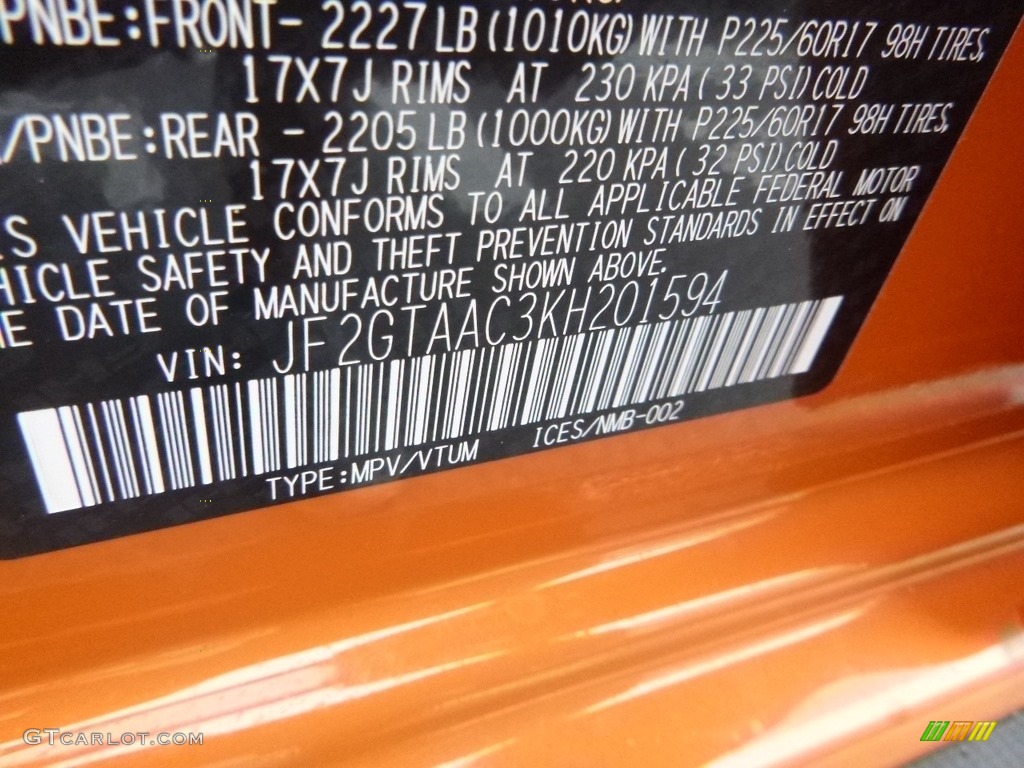 PNBE:FRONT- 2227 LB (1010KG) WITH P225/60R17 98H TIRES,
17X7J RIMS AT 230 KPA ( 33 PSI) COLD
/PNBE:REAR - 2205 LB (1000KG) WITH P225/60R17 98H TIRES,
17X7J RIMS AT 220 KPA ( 32 PSI) COLD
S VEHICLE CONFORMS TO ALL APPLICABLE FEDERAL MOTOR
HICLE SAFETY AND THEFT PREVENTION STANDARDS IN EFFECT ON
E DATE OF MANUFACTURE SHOWN ABOVE.
VIN: JF2GTAAC3KH201594
TYPE:MPV/VTUM ICES/NMB-002
GTCARLOT.COM